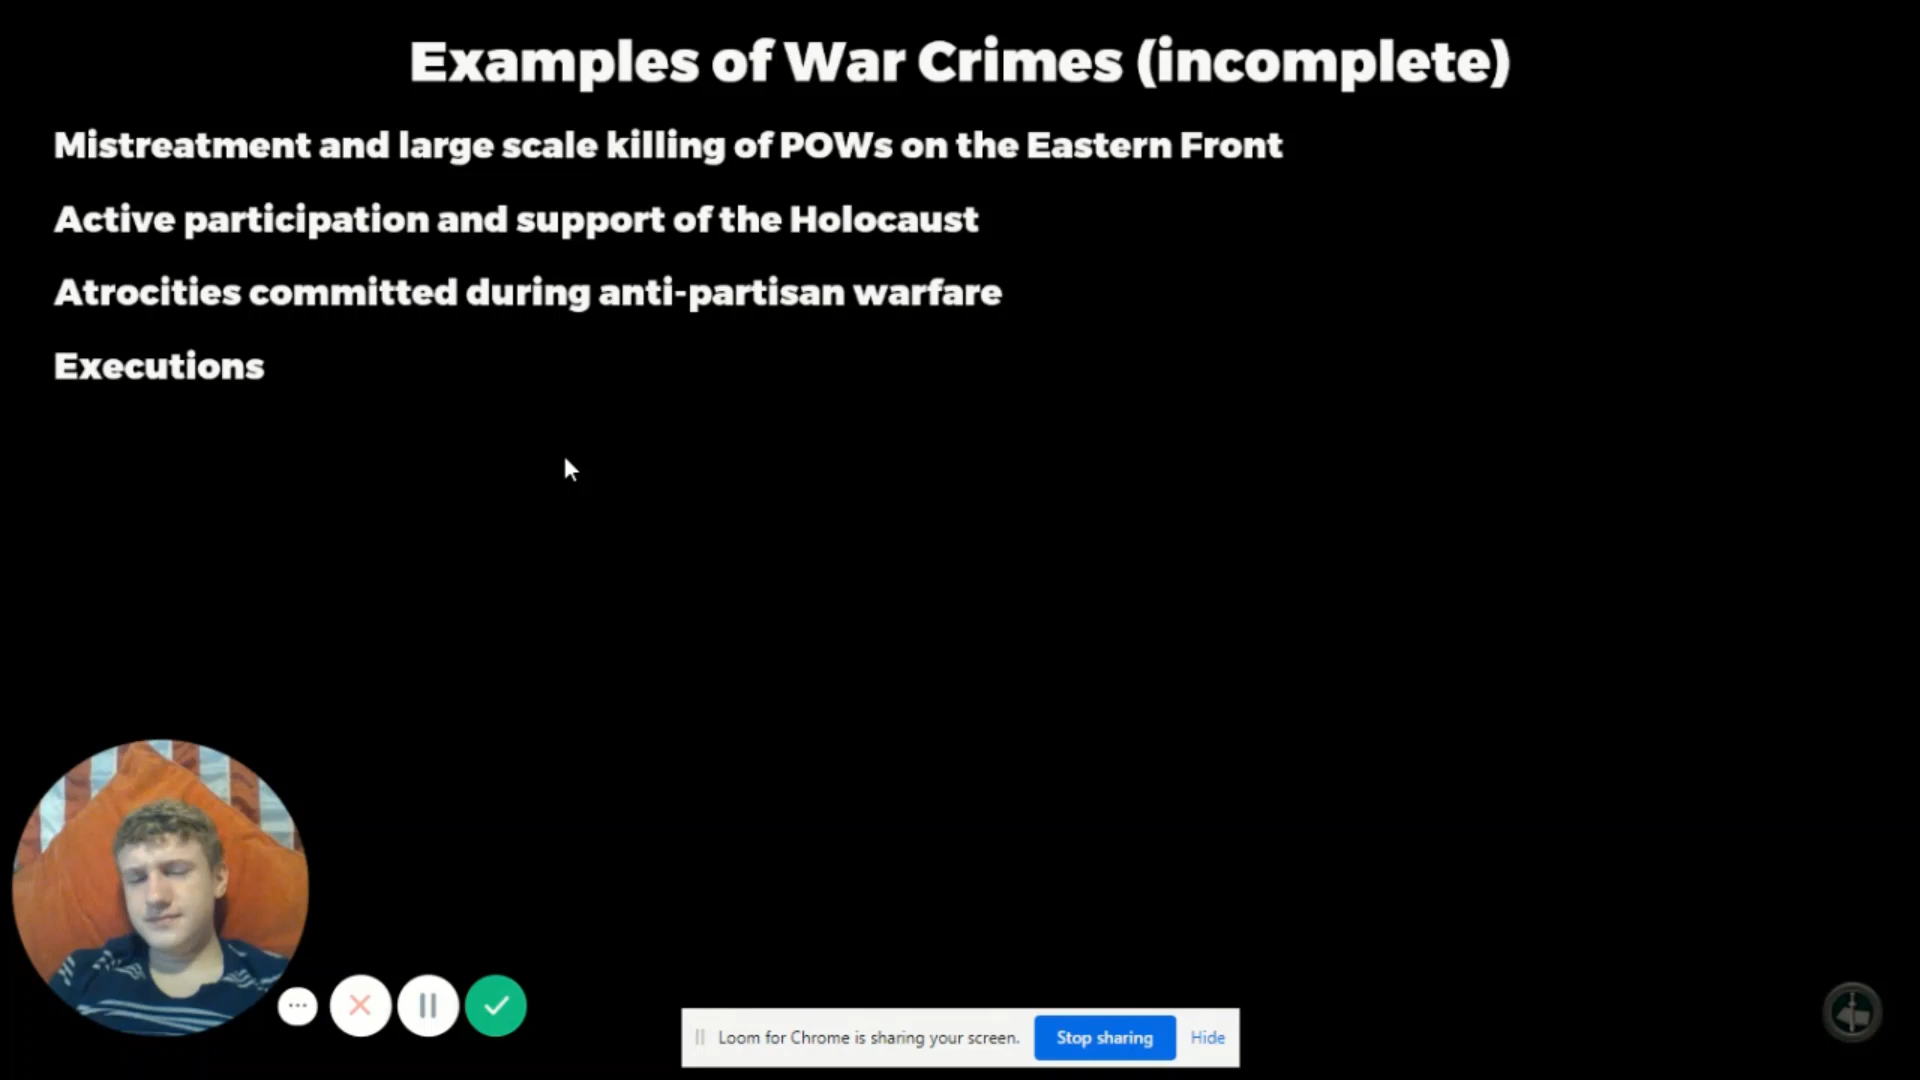 Examples of War Crimes (incomplete)
Mistreatment and large scale killing of POWs on the Eastern Front
Active participation and support of the Holocaust
Atrocities committed during anti-partisan warfare
Executions
Loom for Chrome is sharing your screen. Stop sharing Hide